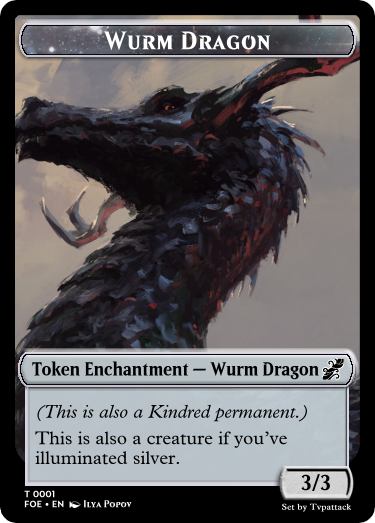 Wurm Dragon
Token Enchantment — Wurm Dragon
(This is also a Kindred permanent.)
This is also a creature if you've
illuminated silver.
3/3
T 0001
FOE • EN Ilya Popov
Set by Tvpattack